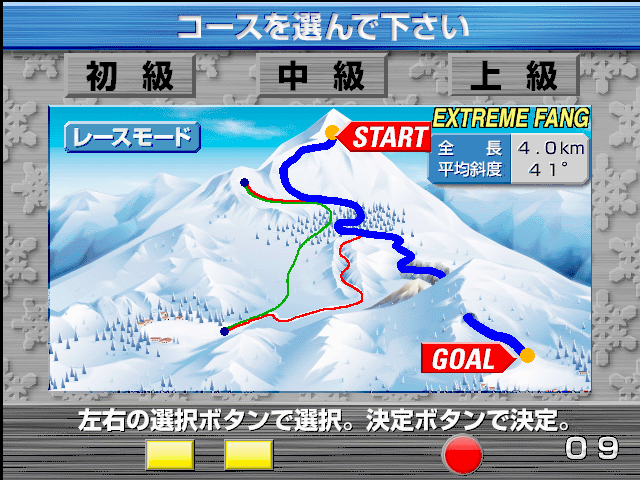 コースを選んで下さい
初級 中級 上級
レースモード
START
EXTREME FANG
全長 4.0km
平均斜度 41°
GOAL
左右の選択ボタンで選択。決定ボタンで決定。
09